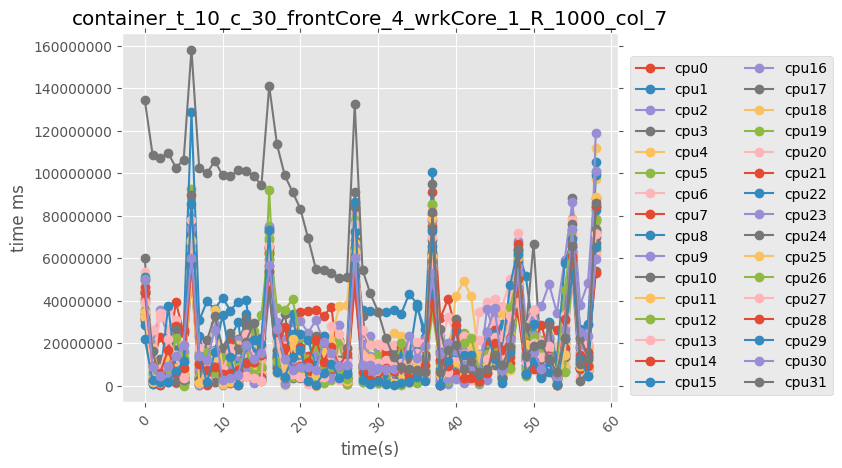 container_t_10_c_30_frontCore_4_wrkCore_1_R_1000_col_7
160000000
140000000
120000000
100000000
80000000
60000000
40000000
20000000
0
time ms
0
10
20
30
40
50
60
time(s)
cpu0
cpu1
cpu2
cpu3
cpu4
cpu5
cpu6
cpu7
cpu8
cpu9
cpu10
cpu11
cpu12
cpu13
cpu14
cpu15
cpu16
cpu17
cpu18
cpu19
cpu20
cpu21
cpu22
cpu23
cpu24
cpu25
cpu26
cpu27
cpu28
cpu29
cpu30
cpu31